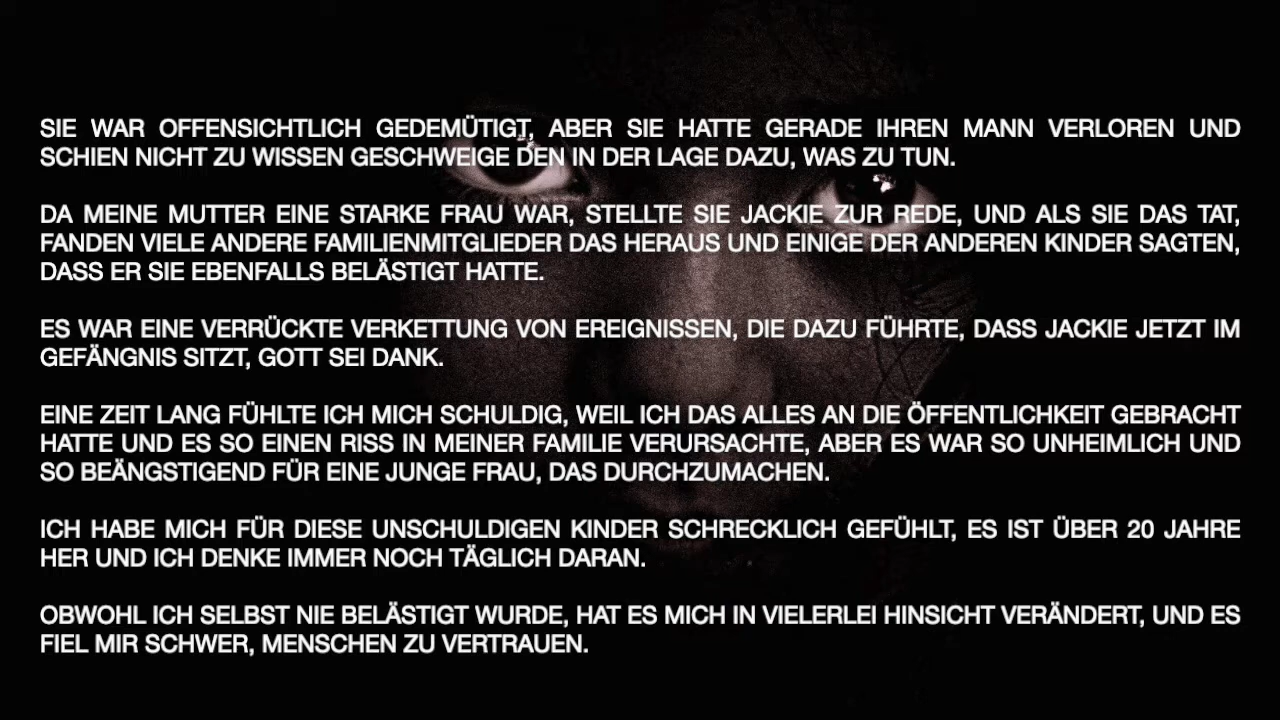 SIE WAR OFFENSICHTLICH GEDEMÜTIGT, ABER SIE HATTE GERADE IHREN MANN VERLOREN UND
SCHIEN NICHT ZU WISSEN GESCHWEIGE DEN IN DER LAGE DAZU, WAS ZU TUN.
DA MEINE MUTTER EINE STARKE FRAU WAR, STELLTE SIE JACKIE ZUR REDE, UND ALS SIE DAS TAT,
FANDEN VIELE ANDERE FAMILIENMITGLIEDER DAS HERAUS UND EINIGE DER ANDEREN KINDER SAGTEN,
DASS ER SIE EBENFALLS BELÄSTIGT HATTE.
ES WAR EINE VERRÜCKTE VERKETTUNG VON EREIGNISSEN, DIE DAZU FÜHRTE, DASS JACKIE JETZT IM
GEFÄNGNIS SITZT, GOTT SEI DANK.
EINE ZEIT LANG FÜHLTE ICH MICH SCHULDIG, WEIL ICH DAS ALLES AN DIE ÖFFENTLICHKEIT GEBRACHT
HATTE UND ES SO EINEN RISS IN MEINER FAMILIE VERURSACHTE, ABER ES WAR SO UNHEIMLICH UND
SO BEÄNGSTIGEND FÜR EINE JUNGE FRAU, DAS DURCHZUMACHEN.
ICH HABE MICH FÜR DIESE UNSCHULDIGEN KINDER SCHRECKLICH GEFÜHLT, ES IST ÜBER 20 JAHRE
HER UND ICH DENKE IMMER NOCH TÄGLICH DARAN.
OBWOHL ICH SELBST NIE BELÄSTIGT WURDE, HAT ES MICH IN VIELERLEI HINSICHT VERÄNDERT, UND ES
FIEL MIR SCHWER, MENSCHEN ZU VERTRAUEN.